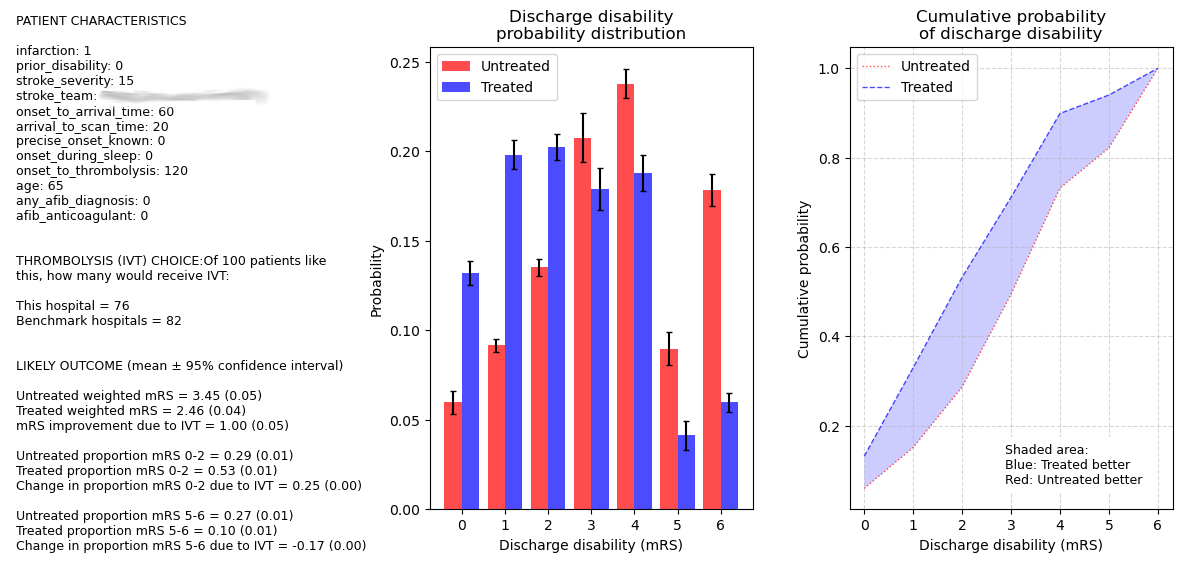 PATIENT CHARACTERISTICS
infarction: 1
prior_disability: 0
stroke_severity: 15
stroke_team:
onset_to_arrival_time: 60
arrival_to_scan_time: 20
precise_onset_known: 0
onset_during_sleep: 0
onset_to_thrombolysis: 120
age: 65
any_afib_diagnosis: 0
afib_anticoagulant: 0
THROMBOLYSIS (IVT) CHOICE:Of 100 patients like
this, how many would receive IVT:
This hospital = 76
Benchmark hospitals = 82
LIKELY OUTCOME (mean ± 95% confidence interval)
Untreated weighted mRS = 3.45 (0.05)
Treated weighted mRS = 2.46 (0.04)
mRS improvement due to IVT = 1.00 (0.05)
Untreated proportion mRS 0-2 = 0.29 (0.01)
Treated proportion mRS 0-2 = 0.53 (0.01)
Change in proportion mRS 0-2 due to IVT = 0.25 (0.00)
Untreated proportion mRS 5-6 = 0.27 (0.01)
Treated proportion mRS 5-6 = 0.10 (0.01)
Change in proportion mRS 5-6 due to IVT = -0.17 (0.00)
Discharge disability
probability distribution
Untreated
Treated
Probability
0.25
0.20
0.15
0.10
0.05
0.00
0 1 2 3 4 5 6
Discharge disability (mRS)
Cumulative probability
of discharge disability
Untreated
Treated
Cumulative probability
1.0
0.8
0.6
0.4
0.2
Shaded area:
Blue: Treated better
Red: Untreated better
0 1 2 3 4 5 6
Discharge disability (mRS)